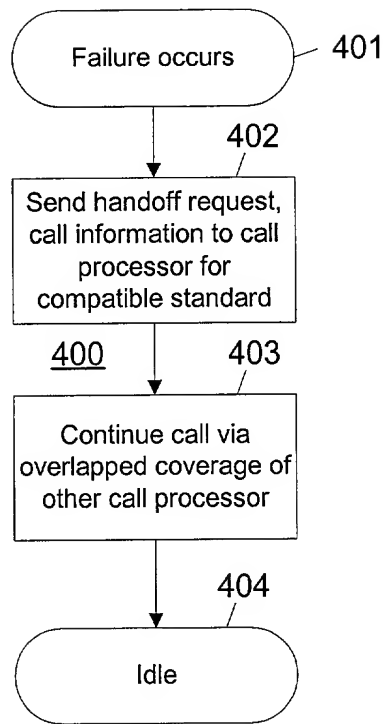 Failure occurs
401
402
Send handoff request,
call information to call
processor for
compatible standard
400
403
Continue call via
overlapped coverage of
other call processor
404
Idle